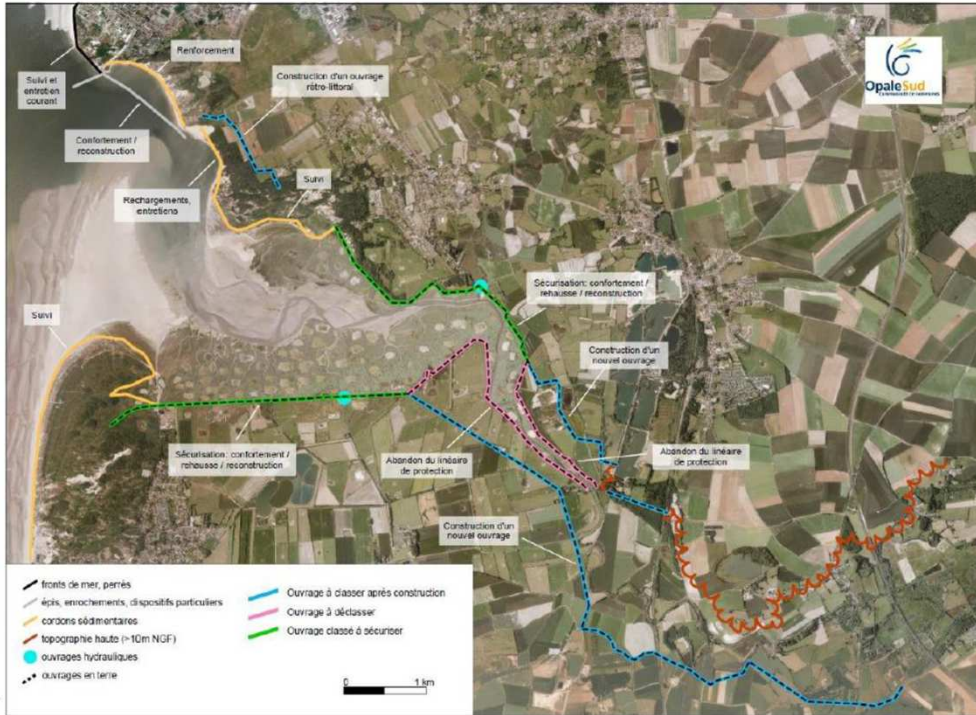 Renforcement
OpaleSud
COMMUNAUTÉ DE COMMUNES
Suivi et
entretien
courant
Construction d'un ouvrage
rétro-littoral
Confortement /
reconstruction
Rechargements,
entretiens
Suivi
Sécurisation: confortement /
rehausse / reconstruction
Suivi
Construction d'un
nouvel ouvrage
Sécurisation: confortement /
rehausse / reconstruction
Abandon du linéaire
de protection
Abandon du linéaire
de protection
Construction d'un
nouvel ouvrage
fronts de mer, perrés
épis, enrochements, dispositifs particuliers
cordons sédimentaires
topographie haute (>10m NGF)
ouvrages hydrauliques
ouvrages en terre
Ouvrage à classer après construction
Ouvrage à déclasser
Ouvrage classé à sécuriser
0 1 km